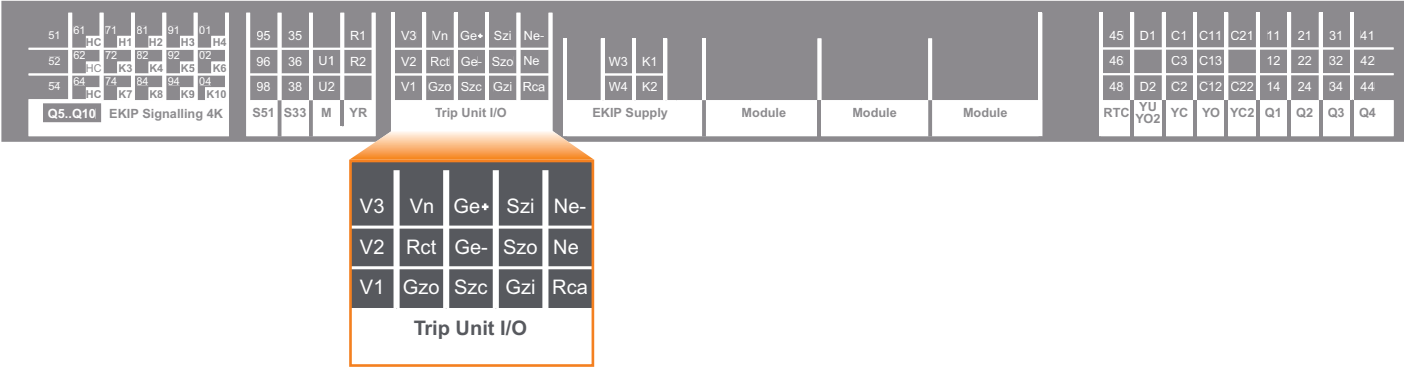 51 61 HC 71 H1 81 H2 91 H3 01 H4 95 35 R1 V3 Vn Ge+ Szi Ne- 45 D1 C1 C11 C21 11 21 31 41
52 62 HC 72 K3 82 K4 92 K5 02 K6 96 36 U1 R2 V2 Rct Ge- Szo Ne W3 K1 46 C3 C13 12 22 32 42
54 64 HC 74 K7 84 K8 94 K9 04 K10 98 38 U2 V1 Gzo Szc Gzi Rca W4 K2 48 D2 C2 C12 C22 14 24 34 44
Q5..Q10 EKIP Signalling 4K S51 S33 M YR Trip Unit I/O EKIP Supply Module Module Module RTC YU YO2 YC YO YC2 Q1 Q2 Q3 Q4
V3 Vn Ge+ Szi Ne-
V2 Rct Ge- Szo Ne
V1 Gzo Szc Gzi Rca
Trip Unit I/O